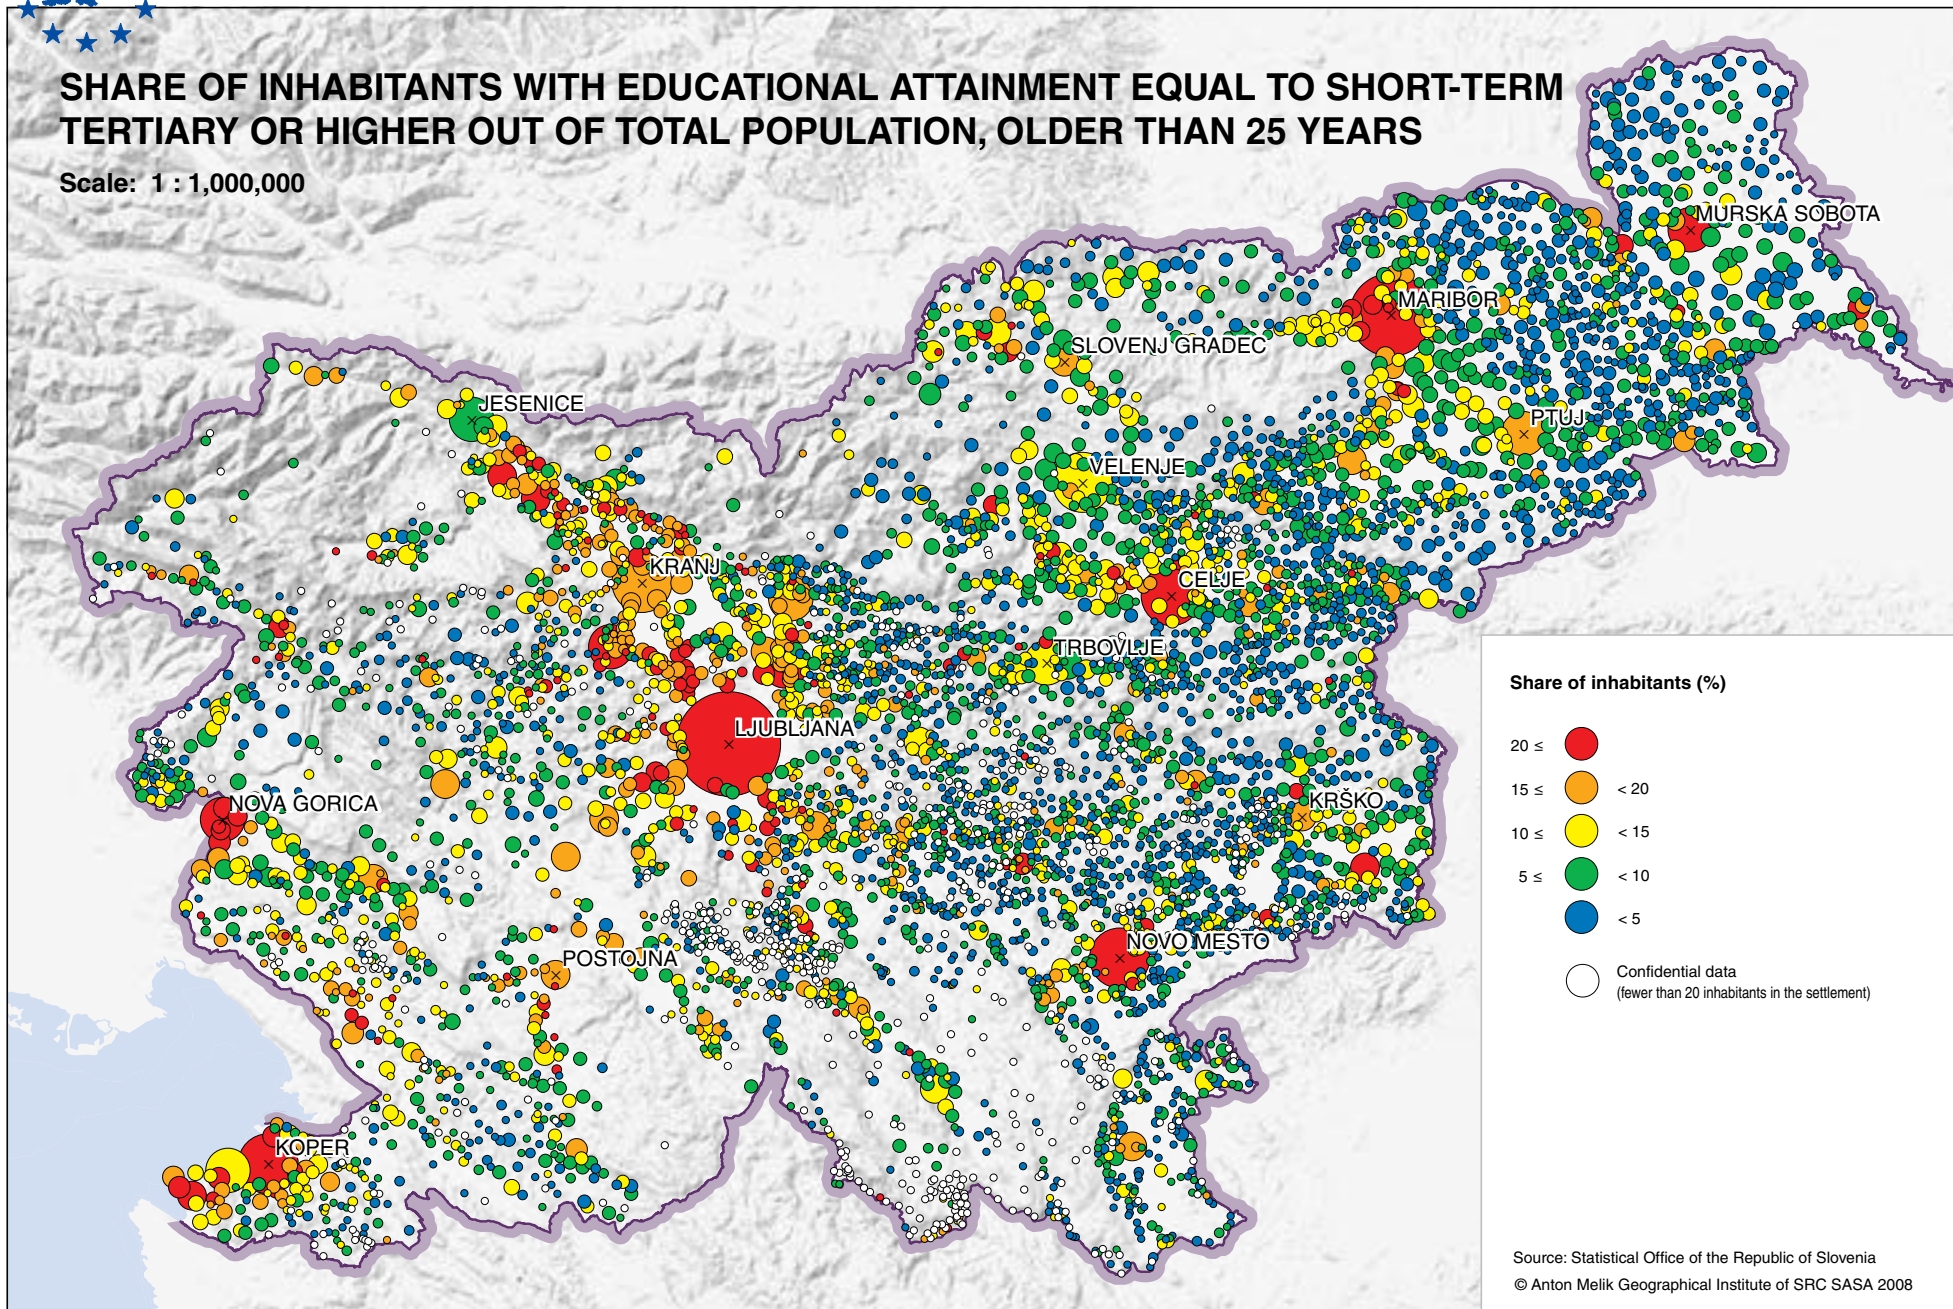 SHARE OF INHABITANTS WITH EDUCATIONAL ATTAINMENT EQUAL TO SHORT-TERM
TERTIARY OR HIGHER OUT OF TOTAL POPULATION, OLDER THAN 25 YEARS
Scale: 1 : 1,000,000
MURSKA SOBOTA
MARIBOR
SLOVENJ GRADEC
JESENICE
PTUJ
VELENJE
KRANJ
CELJE
TRBOVLJE
LJUBLJANA
NOVA GORICA
KRŠKO
NOVO MESTO
POSTOJNA
KOPER
Share of inhabitants (%)
20 ≤
15 ≤ < 20
10 ≤ < 15
5 ≤ < 10
< 5
Confidential data
(fewer than 20 inhabitants in the settlement)
Source: Statistical Office of the Republic of Slovenia
© Anton Melik Geographical Institute of SRC SASA 2008